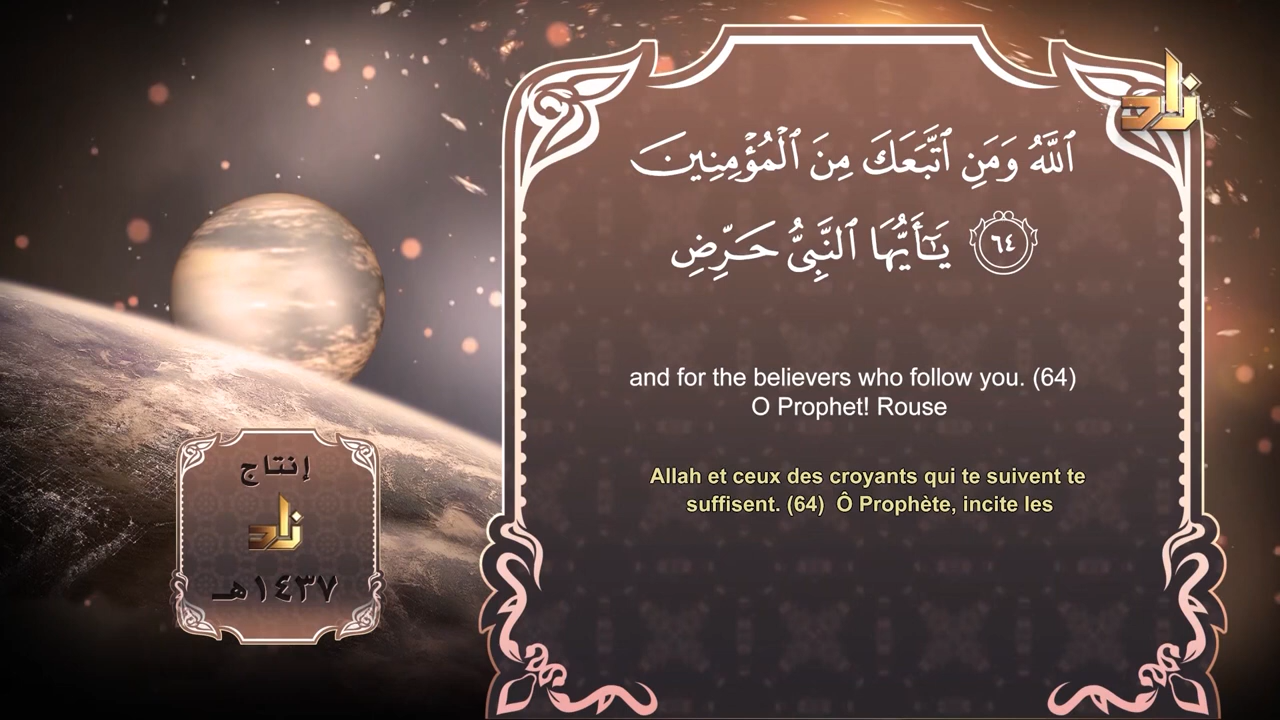 زاد
ٱللَّهُ وَمَنِ ٱتَّبَعَكَ مِنَ ٱلْمُؤْمِنِينَ
٦٤ يَـٰٓأَيُّهَا ٱلنَّبِىُّ حَرِّضِ
and for the believers who follow you. (64)
O Prophet! Rouse
Allah et ceux des croyants qui te suivent te
suffisent. (64) Ô Prophète, incite les
إنتاج
زاد
١٤٣٧هـ